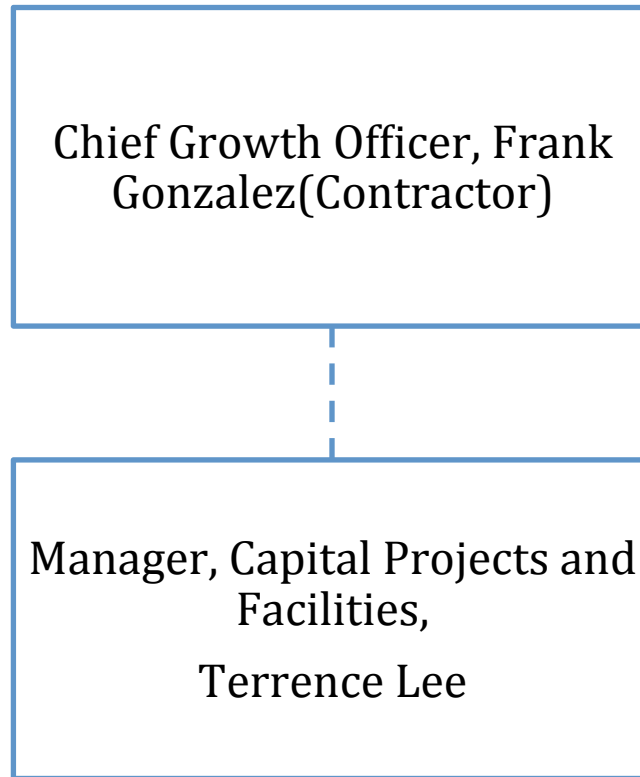 Chief Growth Officer, Frank
Gonzalez(Contractor)
Manager, Capital Projects and
Facilities,
Terrence Lee